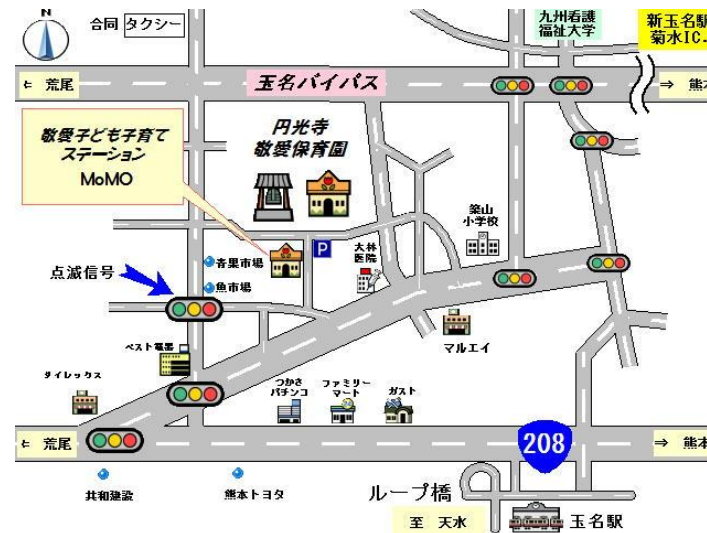 N
合同 タクシー
九州看護
福祉大学
新玉名駅
菊水IC.
← 荒尾
玉名バイパス
⇒ 熊本
敬愛子ども子育て
ステーション
MoMO
円光寺
敬愛保育園
築山
小学校
P
大林
医院
青果市場
魚市場
点滅信号
マルエイ
ベスト電器
ダイレックス
つかさ
パチンコ
ファミリー
マート
ガスト
← 荒尾
208
⇒ 熊本
共和建設
熊本トヨタ
ループ橋
至 天水
玉名駅